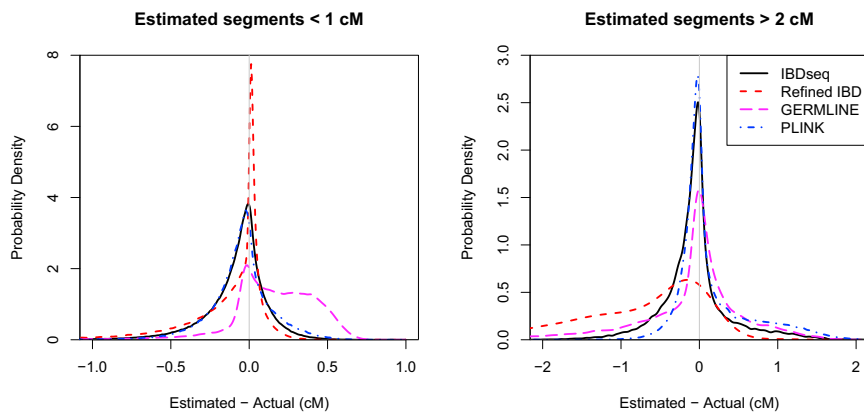 Estimated segments < 1 cM
Probability Density
0 2 4 6 8
−1.0 −0.5 0.0 0.5 1.0
Estimated − Actual (cM)
Estimated segments > 2 cM
Probability Density
0.0 0.5 1.0 1.5 2.0 2.5 3.0
IBDseq
Refined IBD
GERMLINE
PLINK
−2 −1 0 1 2
Estimated − Actual (cM)